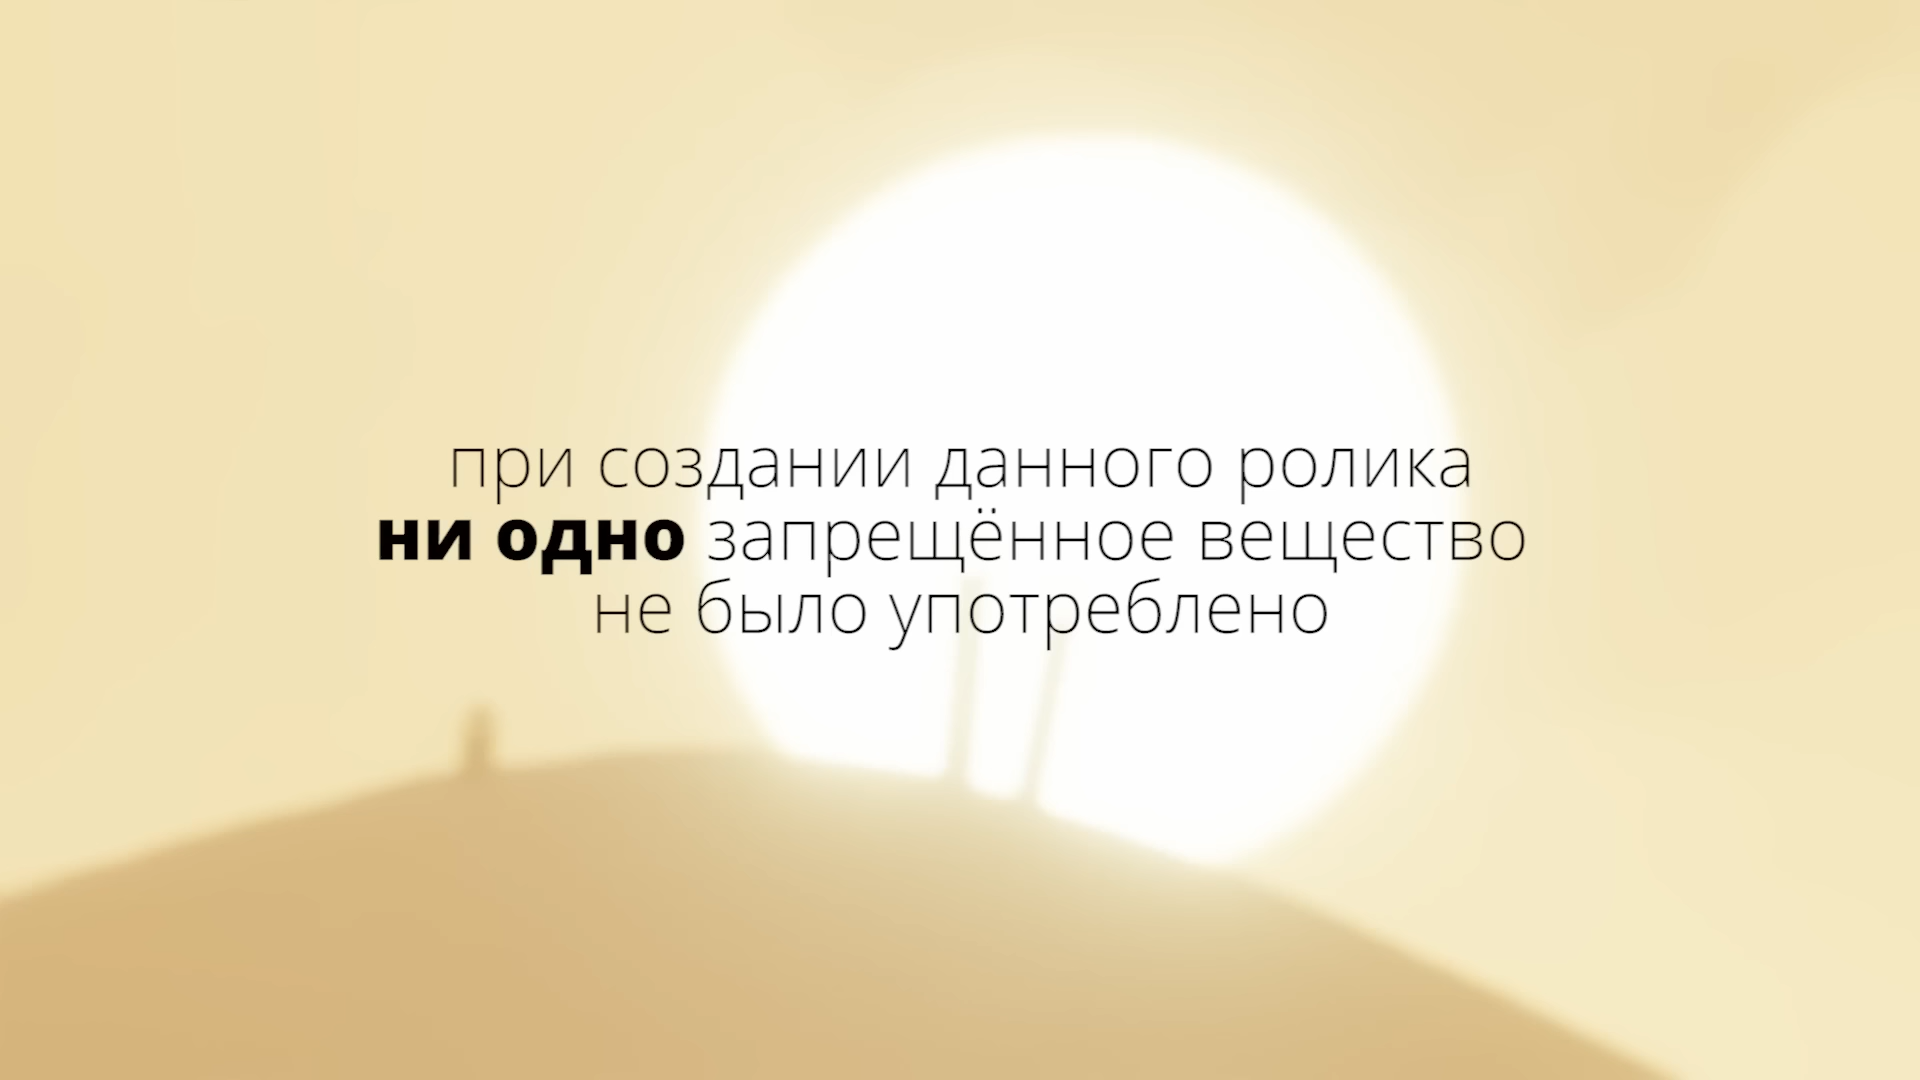 при создании данного ролика
ни одно запрещённое вещество
не было употреблено